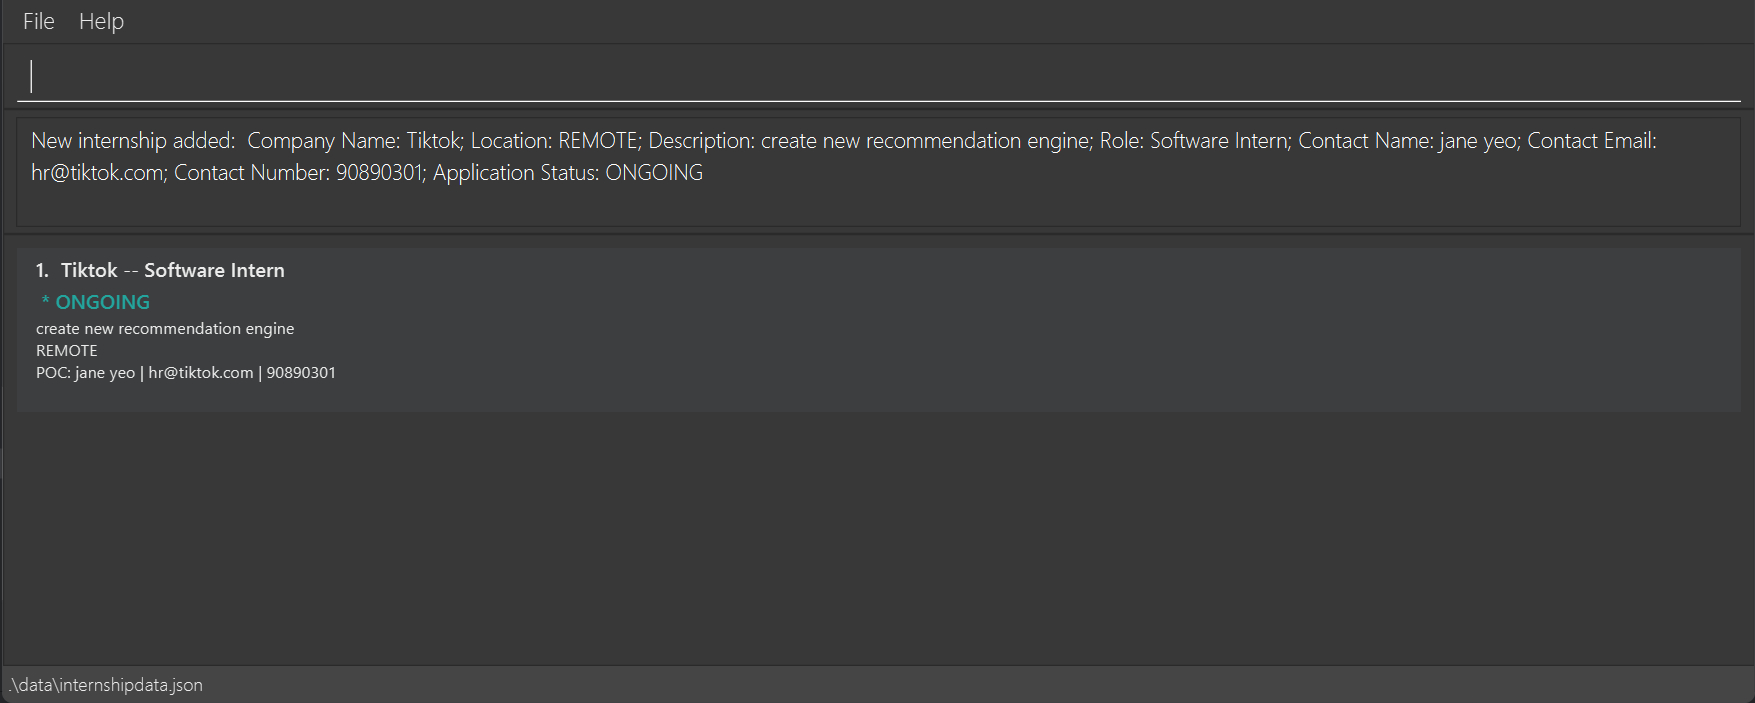 File Help
New internship added:  Company Name: Tiktok; Location: REMOTE; Description: create new recommendation engine; Role: Software Intern; Contact Name: jane yeo; Contact Email:
hr@tiktok.com; Contact Number: 90890301; Application Status: ONGOING
1. Tiktok -- Software Intern
* ONGOING
create new recommendation engine
REMOTE
POC: jane yeo | hr@tiktok.com | 90890301
.\data\internshipdata.json